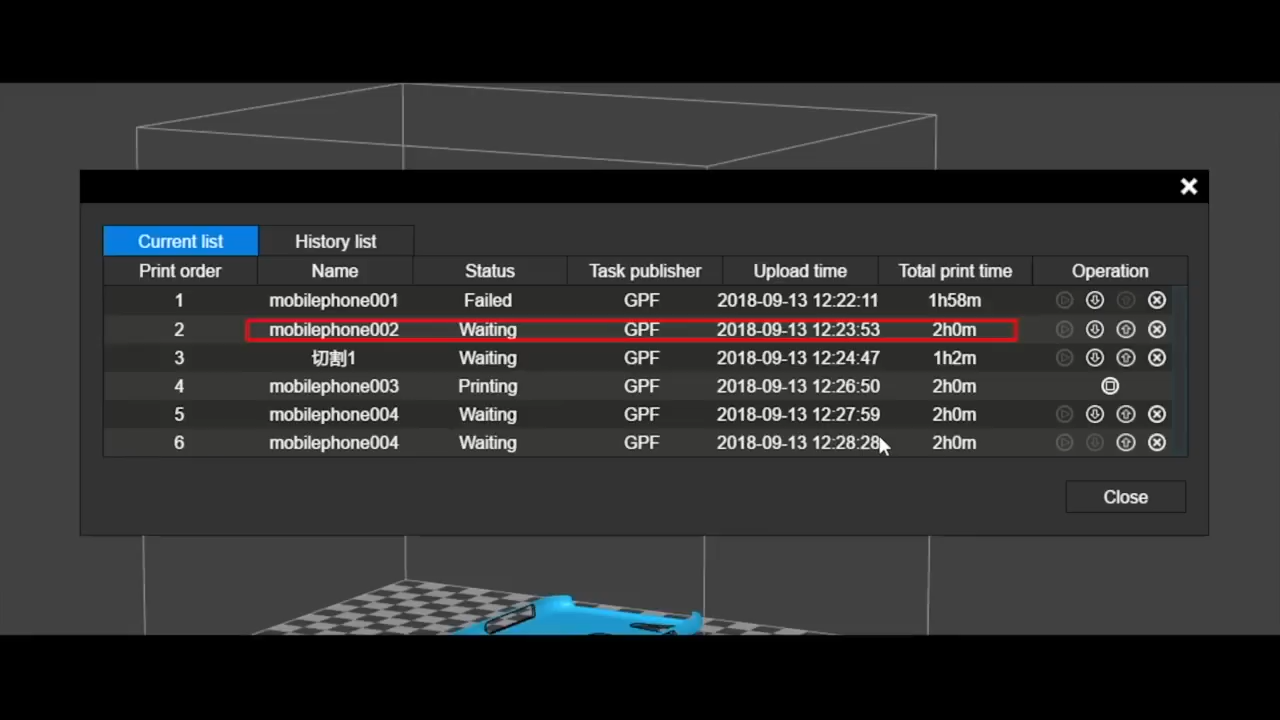 Current list History list
Print order Name Status Task publisher Upload time Total print time Operation
1 mobilephone001 Failed GPF 2018-09-13 12:22:11 1h58m
2 mobilephone002 Waiting GPF 2018-09-13 12:23:53 2h0m
3 切割1 Waiting GPF 2018-09-13 12:24:47 1h2m
4 mobilephone003 Printing GPF 2018-09-13 12:26:50 2h0m
5 mobilephone004 Waiting GPF 2018-09-13 12:27:59 2h0m
6 mobilephone004 Waiting GPF 2018-09-13 12:28:28 2h0m
Close